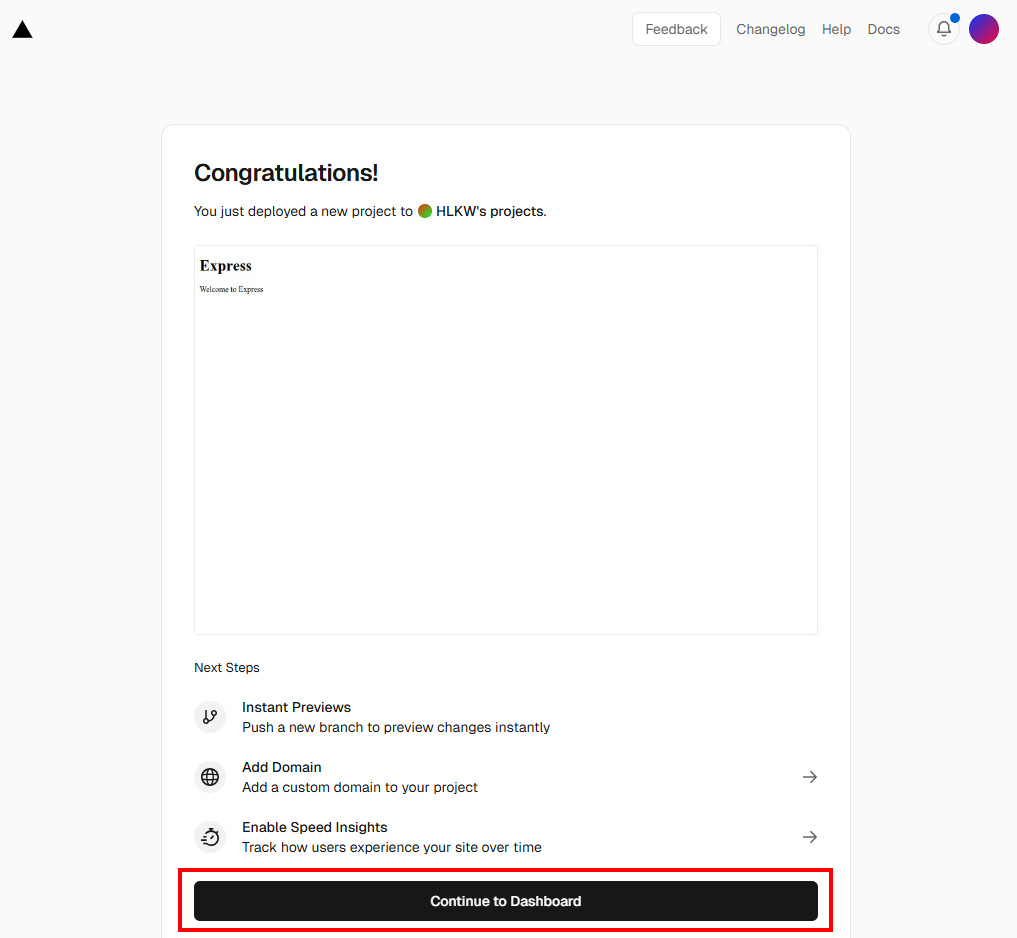 Feedback
Changelog
Help
Docs
Congratulations!
You just deployed a new project to HLKW's projects.
Express
Welcome to Express
Next Steps
Instant Previews
Push a new branch to preview changes instantly
Add Domain
Add a custom domain to your project
Enable Speed Insights
Track how users experience your site over time
Continue to Dashboard